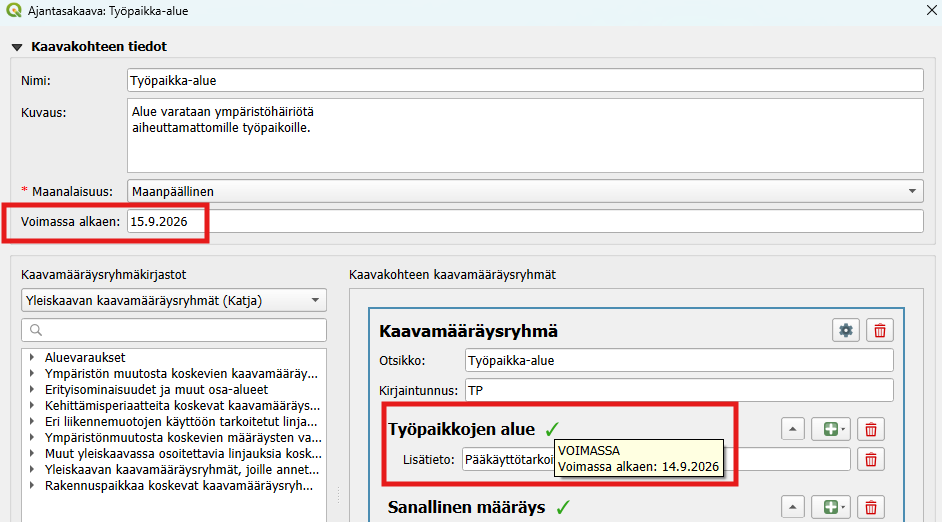 Ajantasakaava: Työpaikka-alue
Kaavakohteen tiedot
Nimi:
Työpaikka-alue
Kuvaus:
Alue varataan ympäristöhäiriötä
aiheuttamattomille työpaikoille.
* Maanalaisuus:
Maanpäällinen
Voimassa alkaen:
15.9.2026
Kaavamääräysryhmäkirjastot
Yleiskaavan kaavamääräysryhmät (Katja)
Aluevaraukset
Ympäristön muutosta koskevien kaavamääräy...
Erityisominaisuudet ja muut osa-alueet
Kehittämisperiaatteita koskevat kaavamääräys...
Eri liikennemuotojen käyttöön tarkoitetut linja...
Ympäristönmuutosta koskevien määräysten va...
Muut yleiskaavassa osoitettavia linjauksia kosk...
Yleiskaavan kaavamääräysryhmät, joille annet...
Rakennuspaikkaa koskevat kaavamääräysryh...
Kaavakohteen kaavamääräysryhmät
Kaavamääräysryhmä
Otsikko:
Työpaikka-alue
Kirjaintunnus:
TP
Työpaikkojen alue
Lisätieto:
Pääkäyttötarkoi
VOIMASSA
Voimassa alkaen: 14.9.2026
Sanallinen määräys